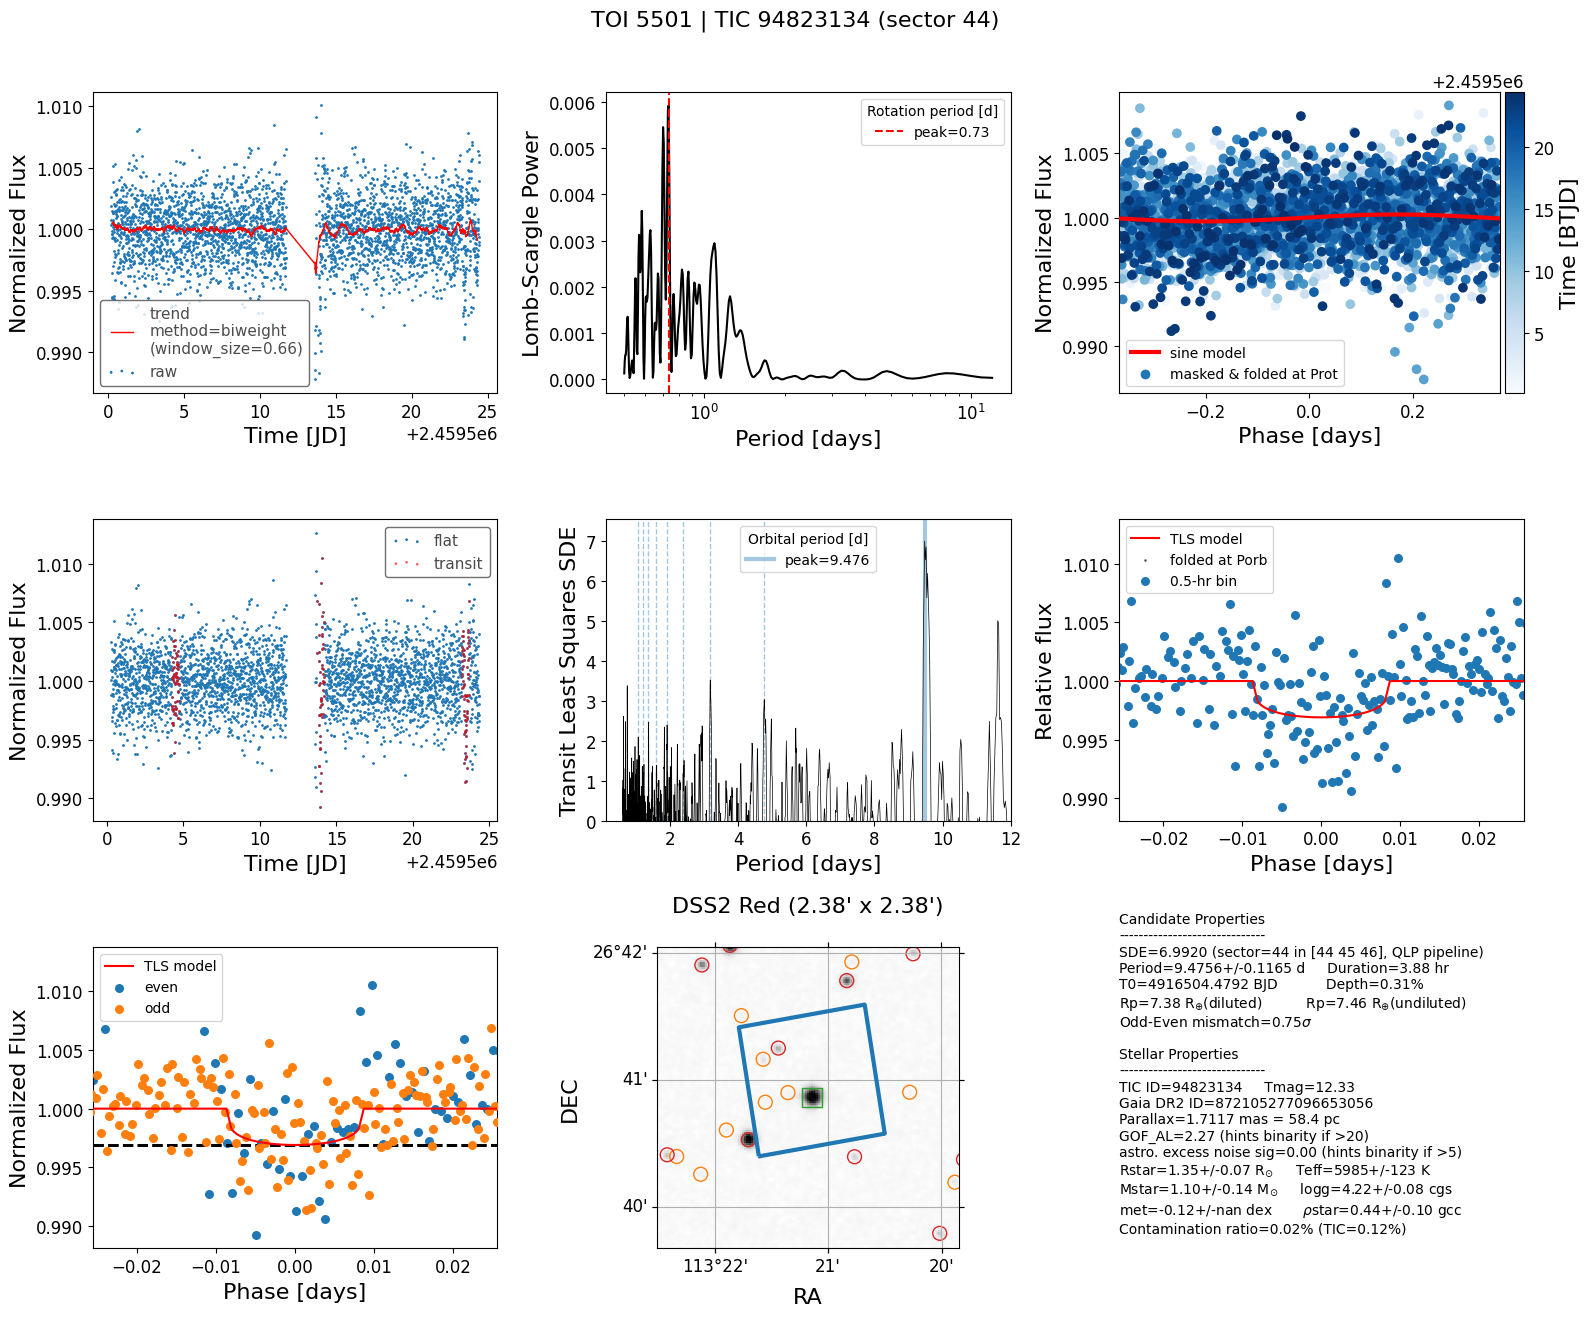 TOI 5501 | TIC 94823134 (sector 44)
Normalized Flux
1.010
1.005
1.000
0.995
0.990
trend
method=biweight
(window_size=0.66)
raw
0 5 10 15 20 25
Time [JD]
+2.4595e6
Lomb-Scargle Power
0.006
0.005
0.004
0.003
0.002
0.001
0.000
Rotation period [d]
peak=0.73
10^0 10^1
Period [days]
Normalized Flux
1.005
1.000
0.995
0.990
sine model
masked & folded at Prot
−0.2 0.0 0.2
Phase [days]
+2.4595e6
20
15
10
5
Time [BTJD]
Normalized Flux
1.010
1.005
1.000
0.995
0.990
flat
transit
0 5 10 15 20 25
Time [JD]
+2.4595e6
Transit Least Squares SDE
7
6
5
4
3
2
1
0
Orbital period [d]
peak=9.476
2 4 6 8 10 12
Period [days]
Relative flux
1.010
1.005
1.000
0.995
0.990
TLS model
folded at Porb
0.5-hr bin
−0.02 −0.01 0.00 0.01 0.02
Phase [days]
Normalized Flux
1.010
1.005
1.000
0.995
0.990
TLS model
even
odd
−0.02 −0.01 0.00 0.01 0.02
Phase [days]
DSS2 Red (2.38' x 2.38')
DEC
26°42'
41'
40'
113°22' 21' 20'
RA
Candidate Properties
------------------------------
SDE=6.9920 (sector=44 in [44 45 46], QLP pipeline)
Period=9.4756+/-0.1165 d Duration=3.88 hr
T0=4916504.4792 BJD Depth=0.31%
Rp=7.38 R⊕(diluted) Rp=7.46 R⊕(undiluted)
Odd-Even mismatch=0.75σ
Stellar Properties
------------------------------
TIC ID=94823134 Tmag=12.33
Gaia DR2 ID=872105277096653056
Parallax=1.7117 mas = 58.4 pc
GOF_AL=2.27 (hints binarity if >20)
astro. excess noise sig=0.00 (hints binarity if >5)
Rstar=1.35+/-0.07 R⊙ Teff=5985+/-123 K
Mstar=1.10+/-0.14 M⊙ logg=4.22+/-0.08 cgs
met=-0.12+/-nan dex ρstar=0.44+/-0.10 gcc
Contamination ratio=0.02% (TIC=0.12%)